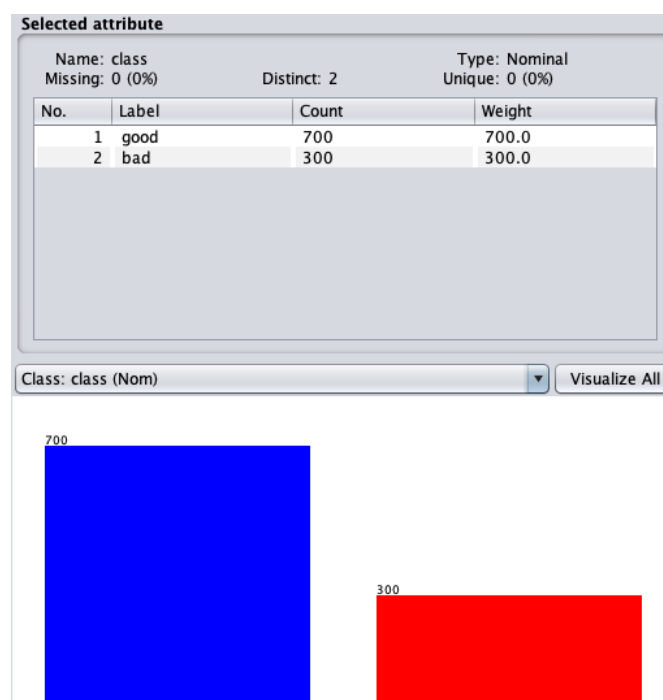 Selected attribute
Name: class Type: Nominal
Missing: 0 (0%) Distinct: 2 Unique: 0 (0%)
No. Label Count Weight
1 good 700 700.0
2 bad 300 300.0
Class: class (Nom) Visualize All
700
300